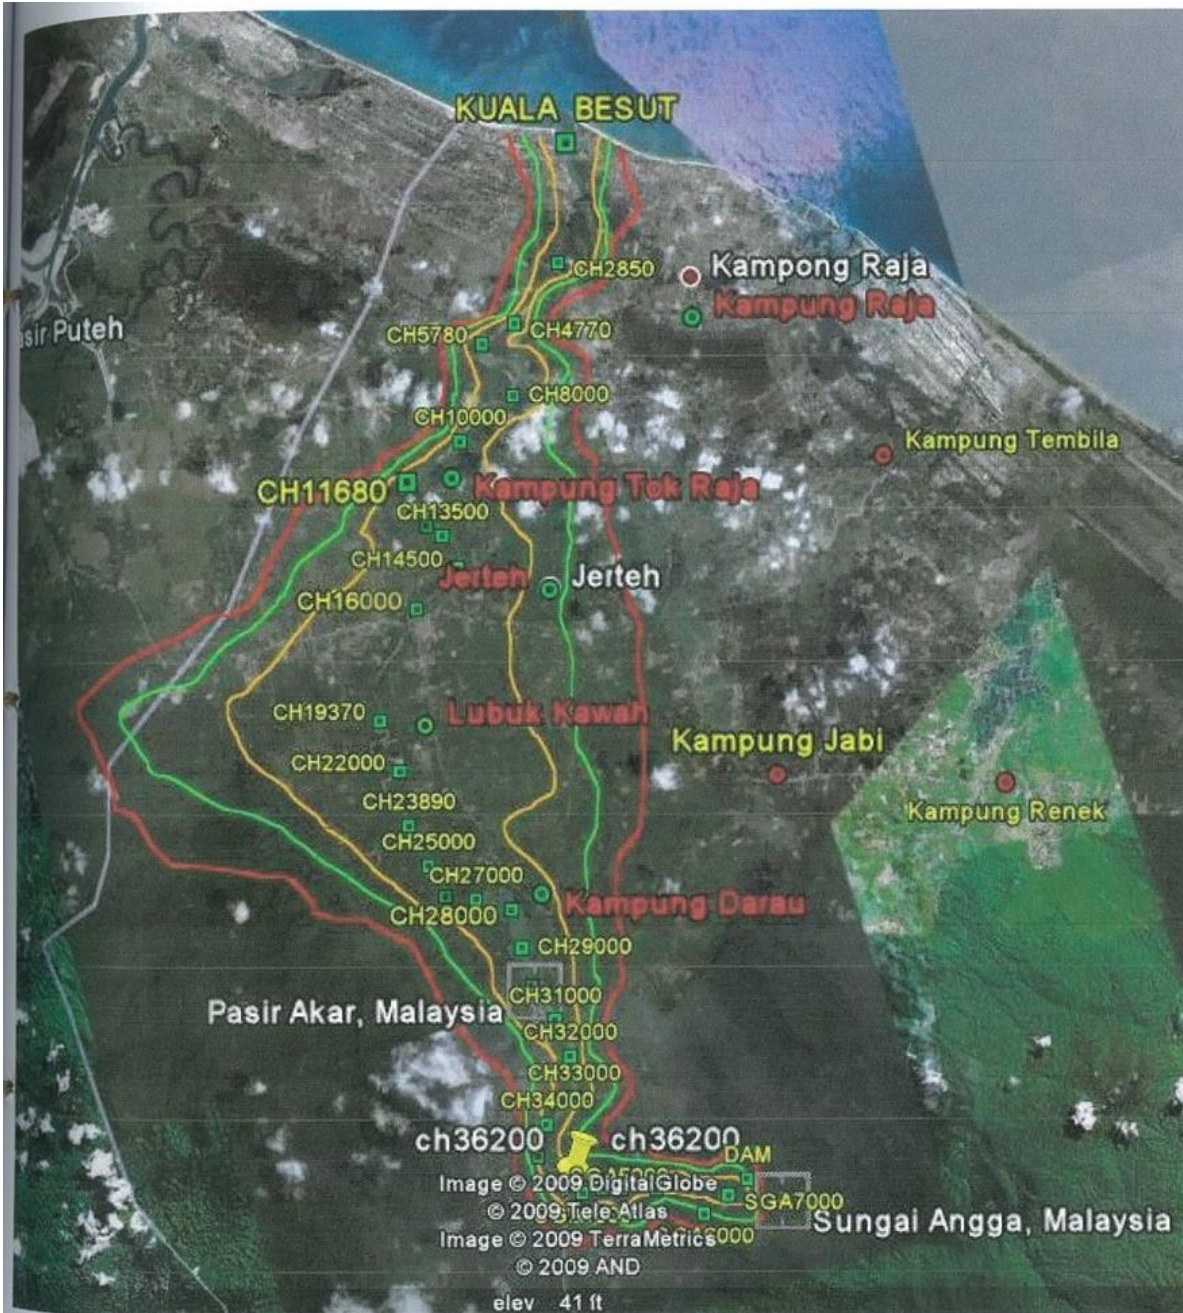 KUALA BESUT
CH2850
Kampong Raja
Kampung Raja
CH4770
CH5780
sir Puteh
CH8000
CH10000
Kampung Tembila
CH11680
Kampung Tok Raja
CH13500
CH14500
Jerteh
Jerteh
CH16000
CH19370
Lubuk Kawah
CH22000
Kampung Jabi
CH23890
Kampung Renek
CH25000
CH27000
Kampung Darau
CH28000
CH29000
CH31000
Pasir Akar, Malaysia
CH32000
CH33000
CH34000
ch36200
ch36200
DAM
Image © 2009 DigitalGlobe
SGA7000
© 2009 Tele Atlas
Sungai Angga, Malaysia
Image © 2009 TerraMetrics
© 2009 AND
elev 41 ft